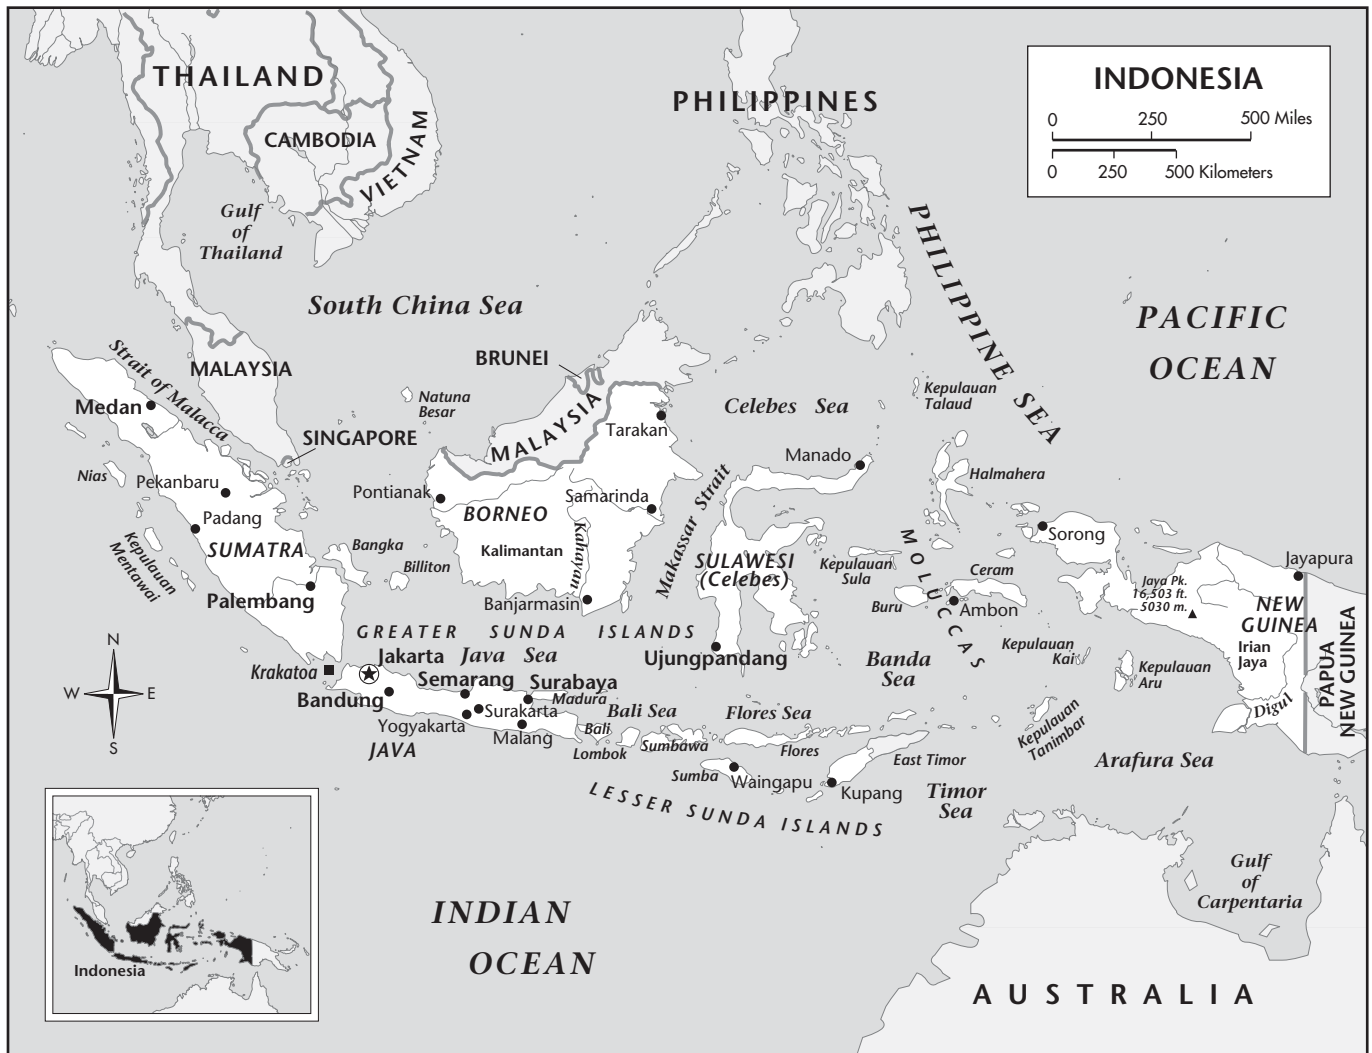 THAILAND
CAMBODIA
VIETNAM
Gulf
of
Thailand
PHILIPPINES
INDONESIA
0 250 500 Miles
0 250 500 Kilometers
PHILIPPINE SEA
PACIFIC
OCEAN
South China Sea
MALAYSIA
Strait of Malacca
Medan
SINGAPORE
Nias
Pekanbaru
Padang
SUMATRA
Kepulauan
Mentawai
Palembang
Bangka
Billiton
Natuna
Besar
BRUNEI
MALAYSIA
Tarakan
Pontianak
BORNEO
Samarinda
Kalimantan
Kahayan
Banjarmasin
Makassar Strait
Celebes Sea
Manado
Kepulauan
Talaud
Halmahera
SULAWESI
(Celebes)
Kepulauan
Sula
MOLUCCAS
Buru
Ceram
Ambon
Sorong
Jayapura
Jaya Pk.
16,503 ft.
5030 m.
NEW
GUINEA
Irian
Jaya
PAPUA
NEW GUINEA
Digul
Kepulauan
Kai
Kepulauan
Aru
Kepulauan
Tanimbar
Banda
Sea
Arafura Sea
GREATER SUNDA ISLANDS
Ujungpandang
Krakatoa
Jakarta
Java Sea
Bandung
Semarang
Surabaya
Madura
Yogyakarta
Surakarta
Malang
JAVA
Bali Sea
Bali
Lombok
Sumbawa
Flores Sea
Flores
Sumba
Waingapu
Kupang
East Timor
Timor
Sea
LESSER SUNDA ISLANDS
N
W E
S
Indonesia
INDIAN
OCEAN
Gulf
of
Carpentaria
AUSTRALIA